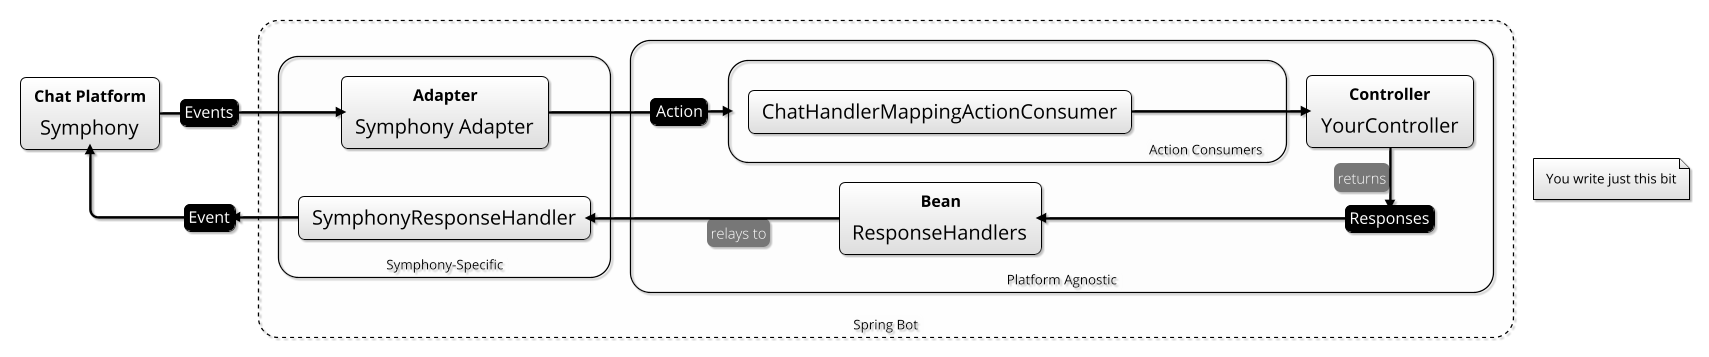 Chat Platform
Symphony
Events
Adapter
Symphony Adapter
Action
ChatHandlerMappingActionConsumer
Action Consumers
Controller
YourController
returns
Responses
You write just this bit
Bean
ResponseHandlers
relays to
SymphonyResponseHandler
Event
Symphony-Specific
Platform Agnostic
Spring Bot